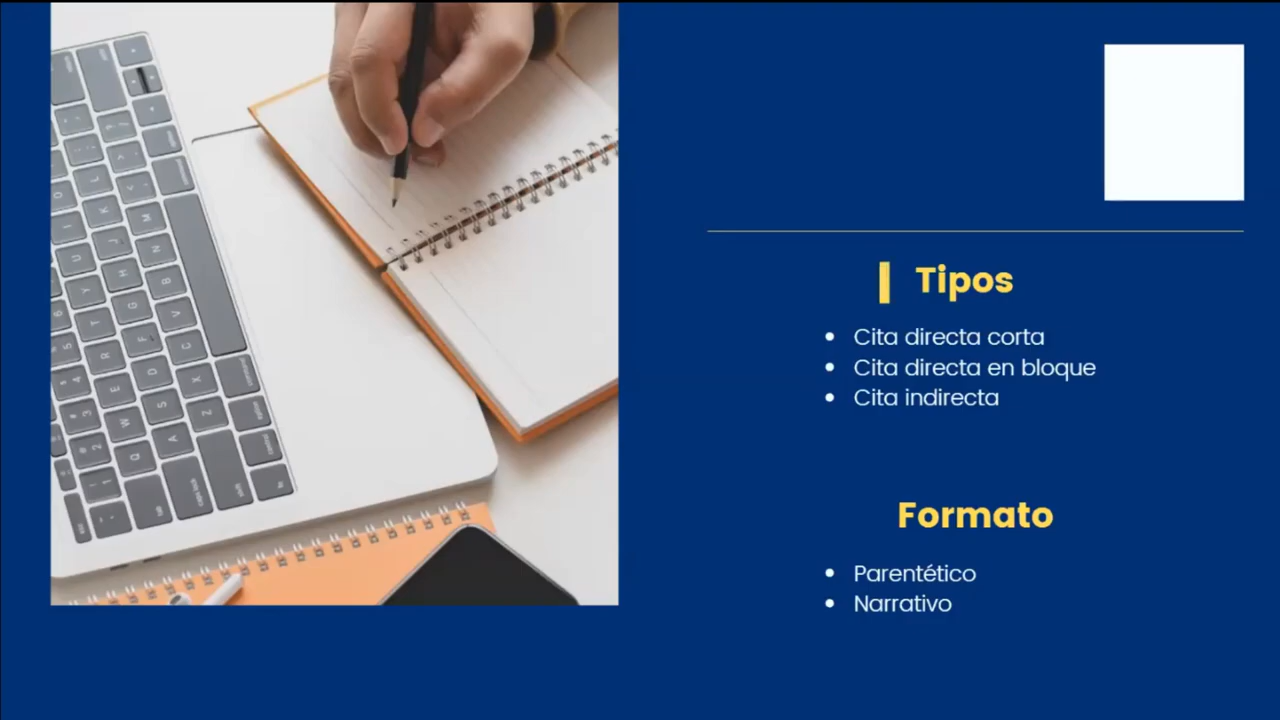 Tipos
Cita directa corta
Cita directa en bloque
Cita indirecta
Formato
Parentético
Narrativo